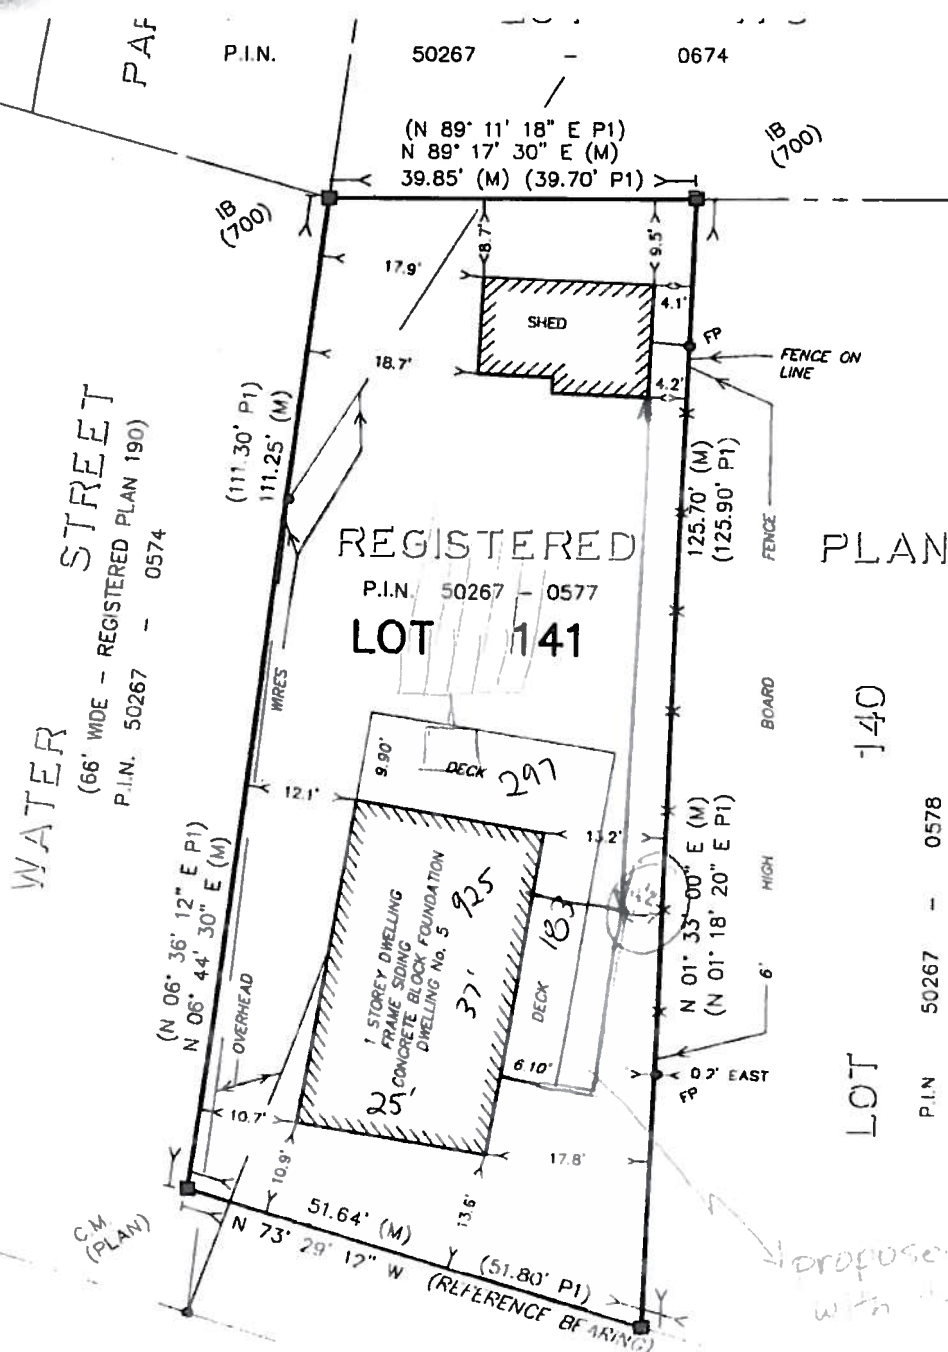 P.I.N. 50267 - 0674
(N 89° 11' 18" E P1)
N 89° 17' 30" E (M)
39.85' (M) (39.70' P1)
IB
(700)
IB
(700)
8.7'
9.5'
17.9'
4.1'
SHED
FP
FENCE ON
LINE
18.7'
4.2'
(111.30' P1)
111.25' (M)
125.70' (M)
(125.90' P1)
WATER STREET
(66' WIDE - REGISTERED PLAN 190)
P.I.N. 50267 - 0574
REGISTERED PLAN
P.I.N. 50267 - 0577
LOT 141
FENCE
BOARD
HIGH
6'
WIRES
OVERHEAD
9.90'
DECK
297
12.1'
13.2'
1 STOREY DWELLING
FRAME SIDING
CONCRETE BLOCK FOUNDATION
DWELLING No. 5
925
37'
25'
183
DECK
6.10'
(N 06° 36' 12" E P1)
N 06° 44' 30" E (M)
N 01° 33' 00" E (M)
(N 01° 18' 20" E P1)
LOT 140
P.I.N 50267 - 0578
0.2' EAST
FP
10.7'
10.9'
13.6'
17.8'
C.M.
(PLAN)
51.64' (M)
N 73° 29' 12" W (51.80' P1)
(REFERENCE BEARING)
with